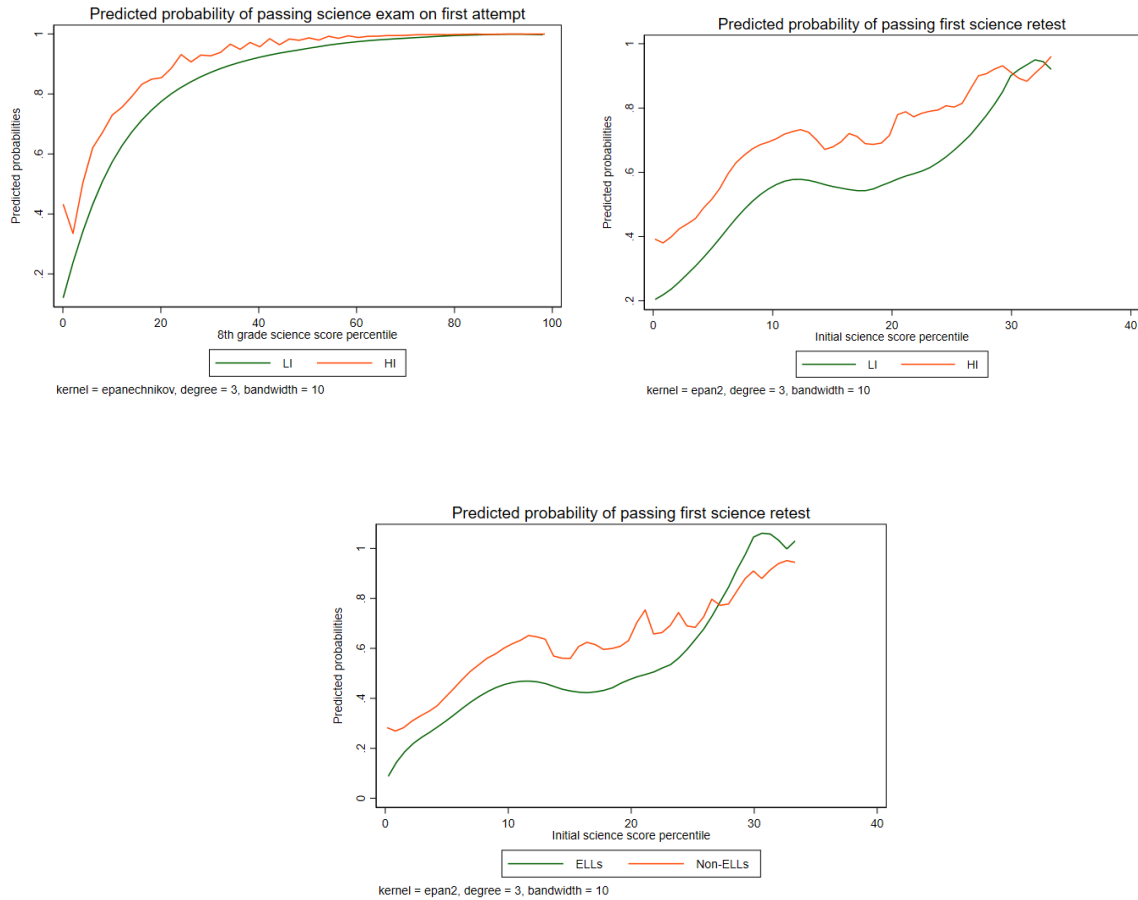 Predicted probability of passing science exam on first attempt
Predicted probabilities
1
.8
.6
.4
.2
0 20 40 60 80 100
8th grade science score percentile
LI HI
kernel = epanechnikov, degree = 3, bandwidth = 10
Predicted probability of passing first science retest
Predicted probabilities
1
.8
.6
.4
.2
0 10 20 30 40
Initial science score percentile
LI HI
kernel = epan2, degree = 3, bandwidth = 10
Predicted probability of passing first science retest
Predicted probabilities
1
.8
.6
.4
.2
0
0 10 20 30 40
Initial science score percentile
ELLs Non-ELLs
kernel = epan2, degree = 3, bandwidth = 10